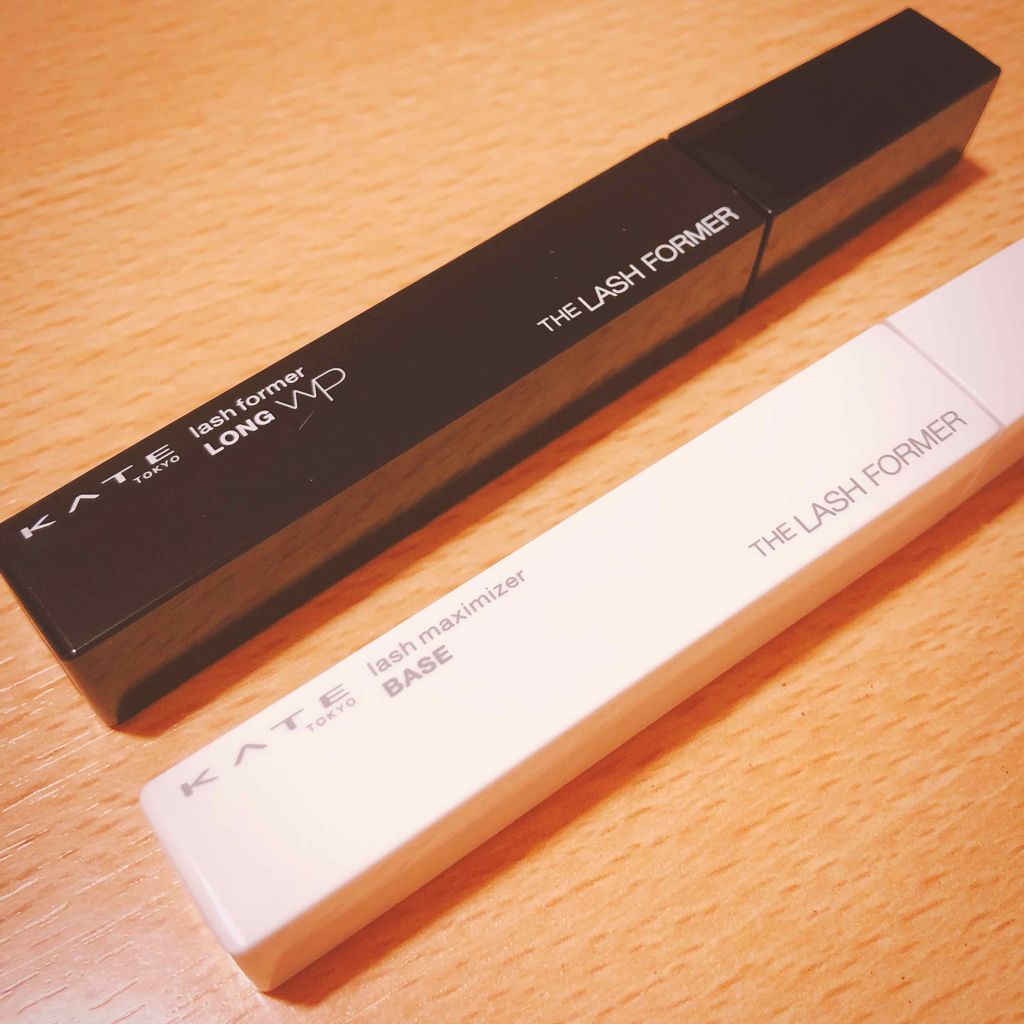 KATE
TOKYO
lash former
LONG WP
THE LASH FORMER
KATE
TOKYO
lash maximizer
BASE
THE LASH FORMER